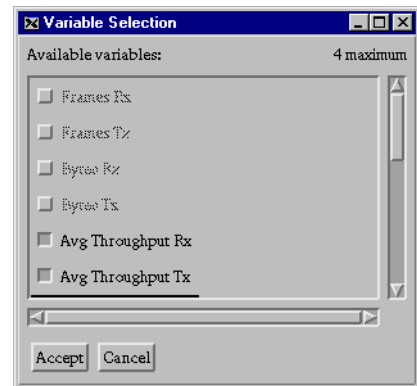 Variable Selection
Available variables: 4 maximum
Frames Rx
Frames Tx
Bytes Rx
Bytes Tx
Avg Throughput Rx
Avg Throughput Tx
Accept Cancel